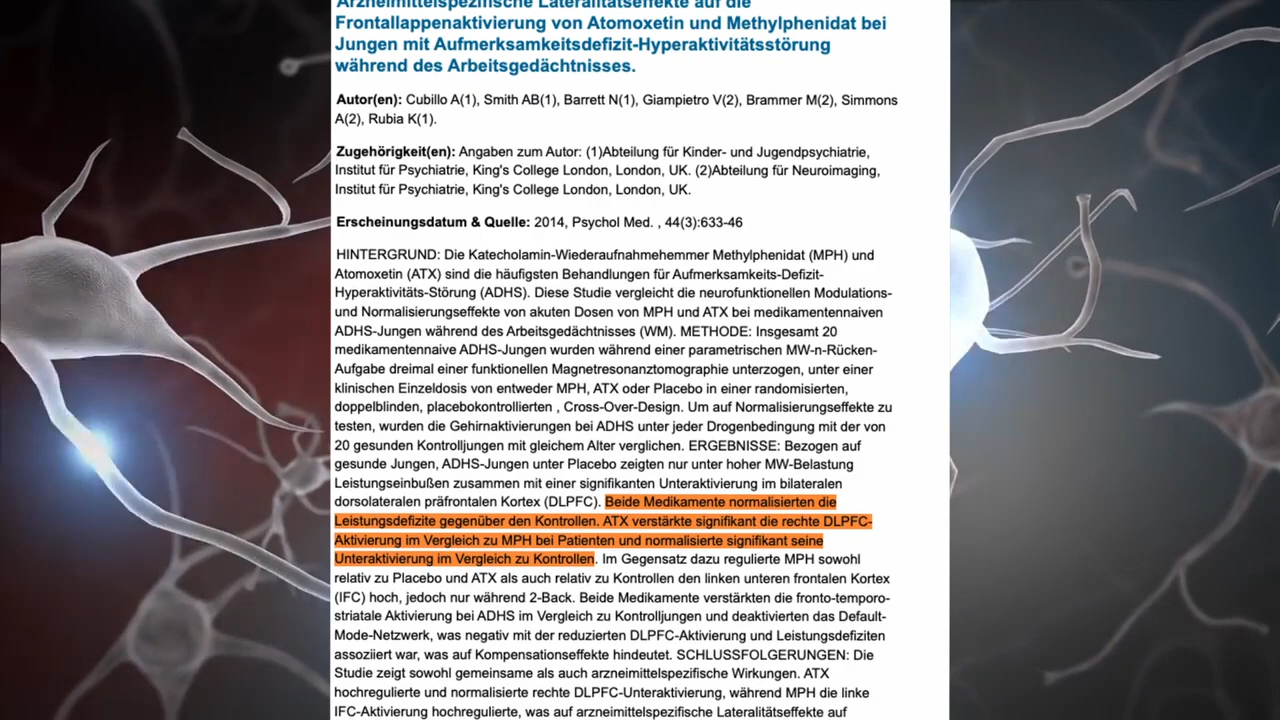 Arzneimittelspezifische Lateralitätseffekte auf die
Frontallappenaktivierung von Atomoxetin und Methylphenidat bei
Jungen mit Aufmerksamkeitsdefizit-Hyperaktivitätsstörung
während des Arbeitsgedächtnisses.
Autor(en): Cubillo A(1), Smith AB(1), Barrett N(1), Giampietro V(2), Brammer M(2), Simmons
A(2), Rubia K(1).
Zugehörigkeit(en): Angaben zum Autor: (1)Abteilung für Kinder- und Jugendpsychiatrie,
Institut für Psychiatrie, King's College London, London, UK. (2)Abteilung für Neuroimaging,
Institut für Psychiatrie, King's College London, London, UK.
Erscheinungsdatum & Quelle: 2014, Psychol Med. , 44(3):633-46
HINTERGRUND: Die Katecholamin-Wiederaufnahmehemmer Methylphenidat (MPH) und
Atomoxetin (ATX) sind die häufigsten Behandlungen für Aufmerksamkeits-Defizit-
Hyperaktivitäts-Störung (ADHS). Diese Studie vergleicht die neurofunktionellen Modulations-
und Normalisierungseffekte von akuten Dosen von MPH und ATX bei medikamentennaiven
ADHS-Jungen während des Arbeitsgedächtnisses (WM). METHODE: Insgesamt 20
medikamentennaive ADHS-Jungen wurden während einer parametrischen MW-n-Rücken-
Aufgabe dreimal einer funktionellen Magnetresonanztomographie unterzogen, unter einer
klinischen Einzeldosis von entweder MPH, ATX oder Placebo in einer randomisierten,
doppelblinden, placebokontrollierten , Cross-Over-Design. Um auf Normalisierungseffekte zu
testen, wurden die Gehirnaktivierungen bei ADHS unter jeder Drogenbedingung mit der von
20 gesunden Kontrolljungen mit gleichem Alter verglichen. ERGEBNISSE: Bezogen auf
gesunde Jungen, ADHS-Jungen unter Placebo zeigten nur unter hoher MW-Belastung
Leistungseinbußen zusammen mit einer signifikanten Unteraktivierung im bilateralen
dorsolateralen präfrontalen Kortex (DLPFC). Beide Medikamente normalisierten die
Leistungsdefizite gegenüber den Kontrollen. ATX verstärkte signifikant die rechte DLPFC-
Aktivierung im Vergleich zu MPH bei Patienten und normalisierte signifikant seine
Unteraktivierung im Vergleich zu Kontrollen. Im Gegensatz dazu regulierte MPH sowohl
relativ zu Placebo und ATX als auch relativ zu Kontrollen den linken unteren frontalen Kortex
(IFC) hoch, jedoch nur während 2-Back. Beide Medikamente verstärkten die fronto-temporo-
striatale Aktivierung bei ADHS im Vergleich zu Kontrolljungen und deaktivierten das Default-
Mode-Netzwerk, was negativ mit der reduzierten DLPFC-Aktivierung und Leistungsdefiziten
assoziiert war, was auf Kompensationseffekte hindeutet. SCHLUSSFOLGERUNGEN: Die
Studie zeigt sowohl gemeinsame als auch arzneimittelspezifische Wirkungen. ATX
hochregulierte und normalisierte rechte DLPFC-Unteraktivierung, während MPH die linke
IFC-Aktivierung hochregulierte, was auf arzneimittelspezifische Lateralitätseffekte auf